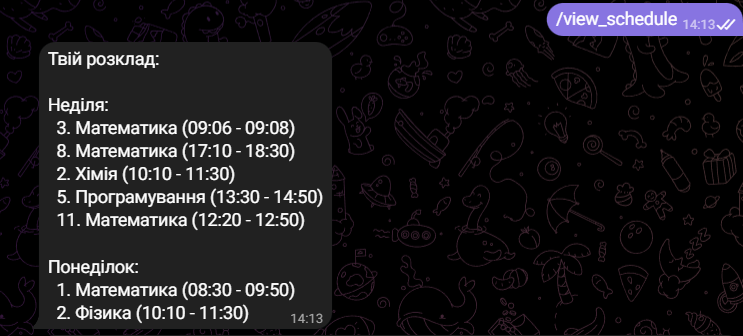 /view_schedule 14:13
Твій розклад:
Неділя:
3. Математика (09:06 - 09:08)
8. Математика (17:10 - 18:30)
2. Хімія (10:10 - 11:30)
5. Програмування (13:30 - 14:50)
11. Математика (12:20 - 12:50)
Понеділок:
1. Математика (08:30 - 09:50)
2. Фізика (10:10 - 11:30)
14:13